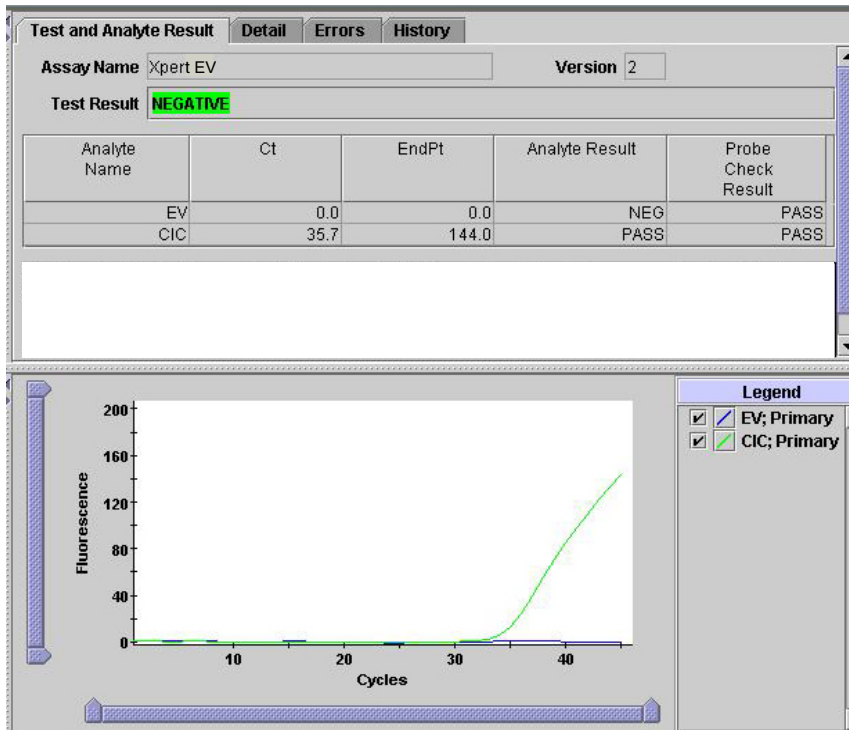 Test and Analyte Result Detail Errors History
Assay Name Xpert EV Version 2
Test Result NEGATIVE
Analyte Name Ct EndPt Analyte Result Probe Check Result
EV 0.0 0.0 NEG PASS
CIC 35.7 144.0 PASS PASS
Legend
EV; Primary
CIC; Primary
Fluorescence
200
160
120
80
40
0
10 20 30 40
Cycles